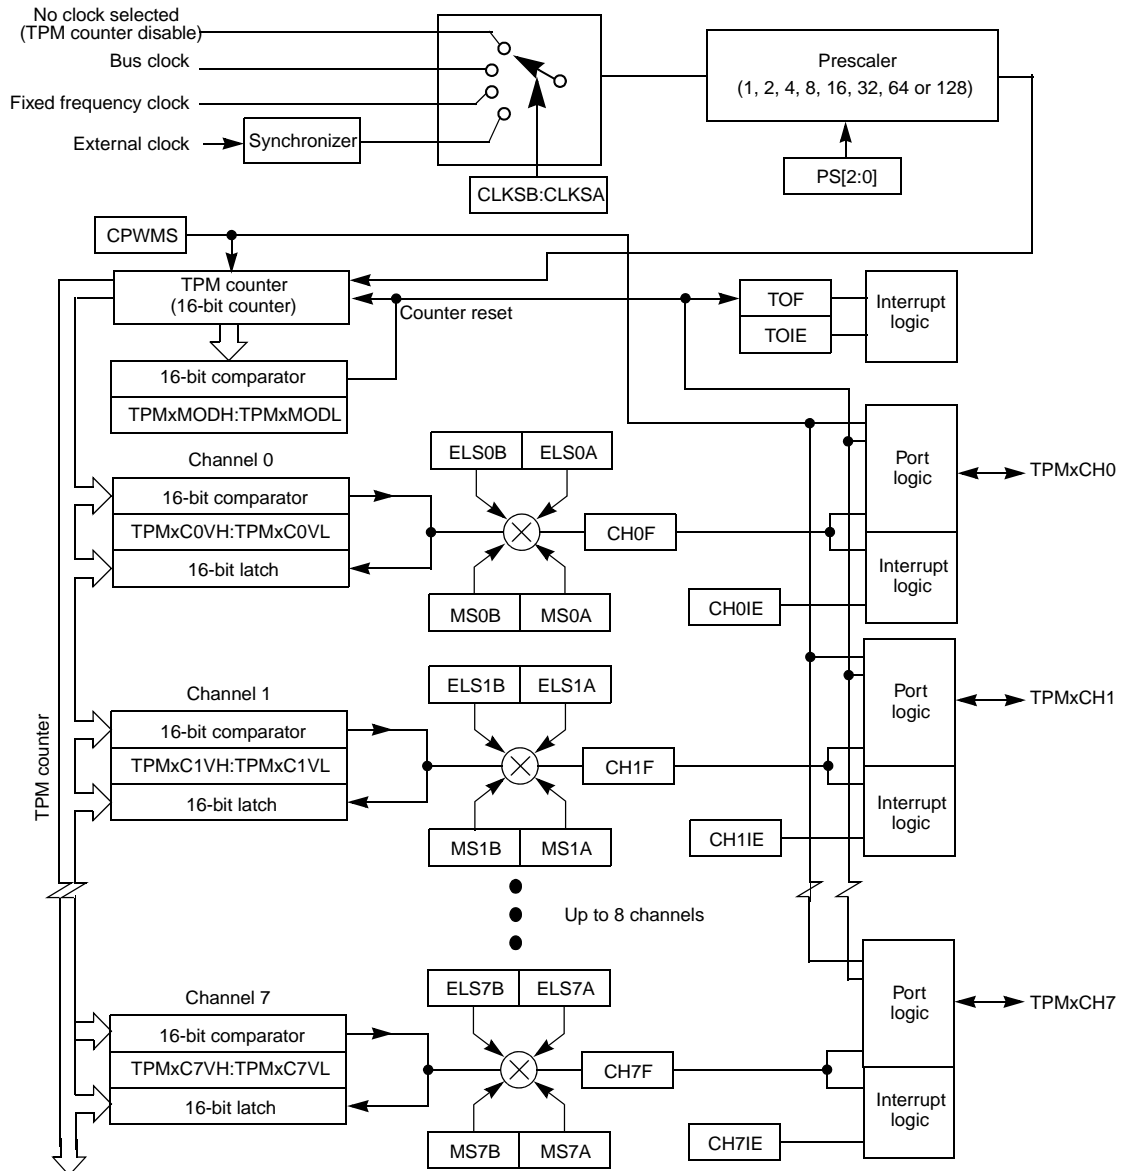 No clock selected
(TPM counter disable)
Bus clock
Fixed frequency clock
External clock
Synchronizer
CLKSB:CLKSA
Prescaler
(1, 2, 4, 8, 16, 32, 64 or 128)
PS[2:0]
CPWMS
TPM counter
(16-bit counter)
Counter reset
TOF
TOIE
Interrupt
logic
16-bit comparator
TPMxMODH:TPMxMODL
Channel 0
16-bit comparator
TPMxC0VH:TPMxC0VL
16-bit latch
ELS0B
ELS0A
MS0B
MS0A
CH0F
CH0IE
Port
logic
Interrupt
logic
TPMxCH0
Channel 1
16-bit comparator
TPMxC1VH:TPMxC1VL
16-bit latch
ELS1B
ELS1A
MS1B
MS1A
CH1F
CH1IE
Port
logic
Interrupt
logic
TPMxCH1
TPM counter
Up to 8 channels
Channel 7
16-bit comparator
TPMxC7VH:TPMxC7VL
16-bit latch
ELS7B
ELS7A
MS7B
MS7A
CH7F
CH7IE
Port
logic
Interrupt
logic
TPMxCH7